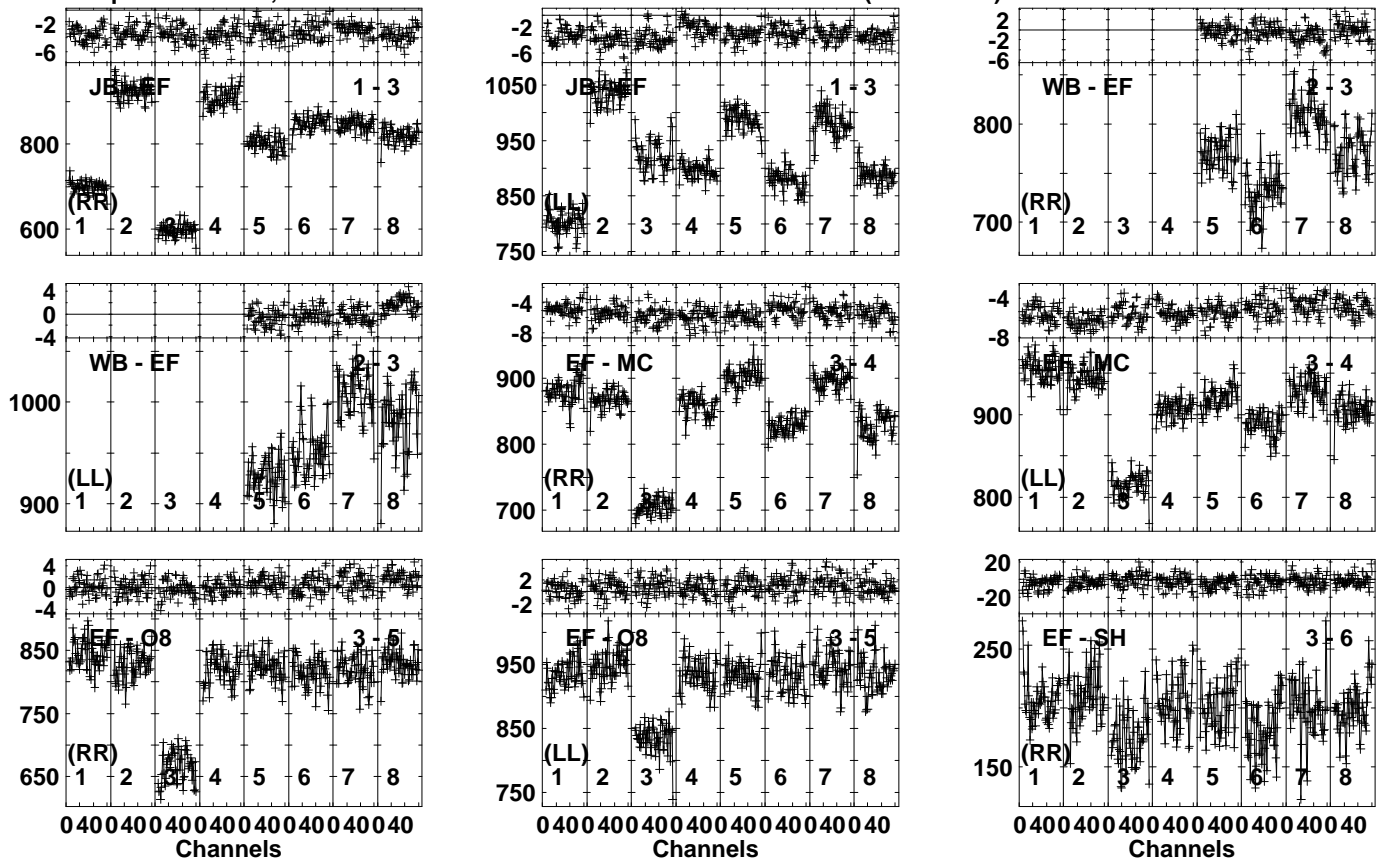 -2
-6
JB - EF 1 - 3
800
600
(RR)
1 2 3 4 5 6 7 8
-2
-6
JB - EF 1 - 3
1050
950
850
750
(LL)
1 2 3 4 5 6 7 8
2
-2
-6
WB - EF 2 - 3
800
700
(RR)
1 2 3 4 5 6 7 8
4
0
-4
WB - EF 2 - 3
1000
900
(LL)
1 2 3 4 5 6 7 8
-4
-8
EF - MC 3 - 4
900
800
700
(RR)
1 2 3 4 5 6 7 8
-4
-8
EF - MC 3 - 4
900
800
(LL)
1 2 3 4 5 6 7 8
4
0
-4
EF - O8 3 - 5
850
750
650
(RR)
1 2 3 4 5 6 7 8
0 40 0 40 0 40 0 40 0 40 0 40 0 40 0 40
Channels
2
-2
EF - O8 3 - 5
950
850
750
(LL)
1 2 3 4 5 6 7 8
0 40 0 40 0 40 0 40 0 40 0 40 0 40 0 40
Channels
20
-20
EF - SH 3 - 6
250
150
(RR)
1 2 3 4 5 6 7 8
0 40 0 40 0 40 0 40 0 40 0 40 0 40 0 40
Channels